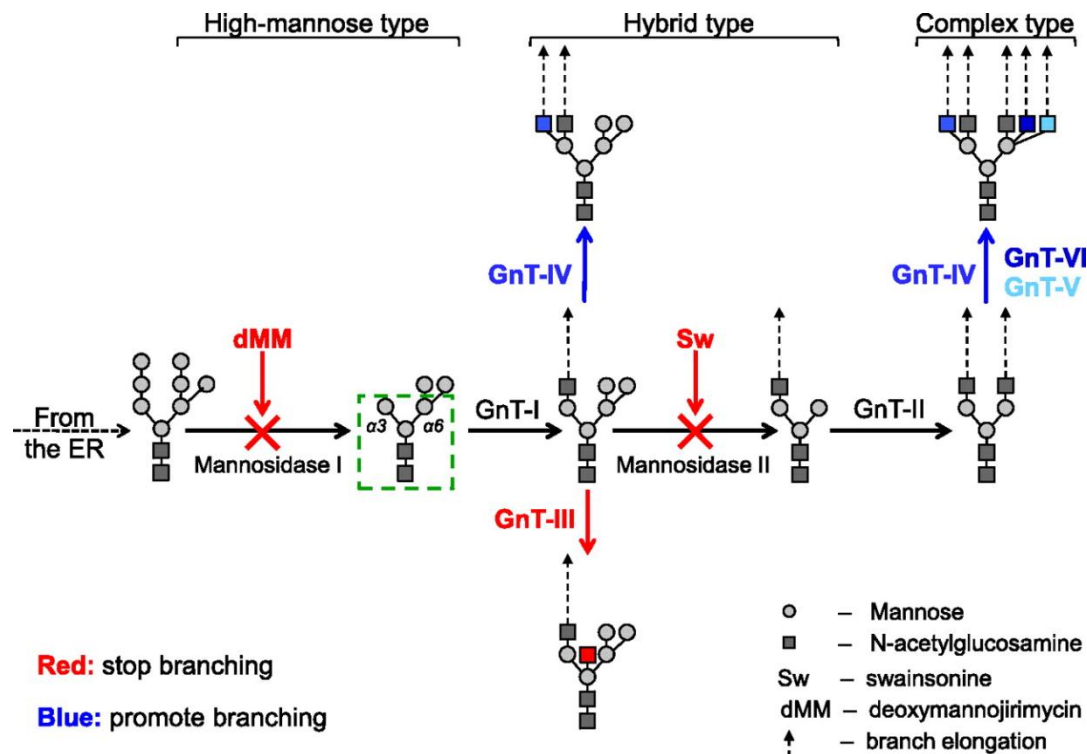 High-mannose type
Hybrid type
Complex type
GnT-IV
GnT-IV
GnT-VI
GnT-V
dMM
Sw
From
the ER
α3
α6
GnT-I
GnT-II
Mannosidase I
Mannosidase II
GnT-III
Red: stop branching
Blue: promote branching
– Mannose
– N-acetylglucosamine
Sw – swainsonine
dMM – deoxymannojirimycin
– branch elongation